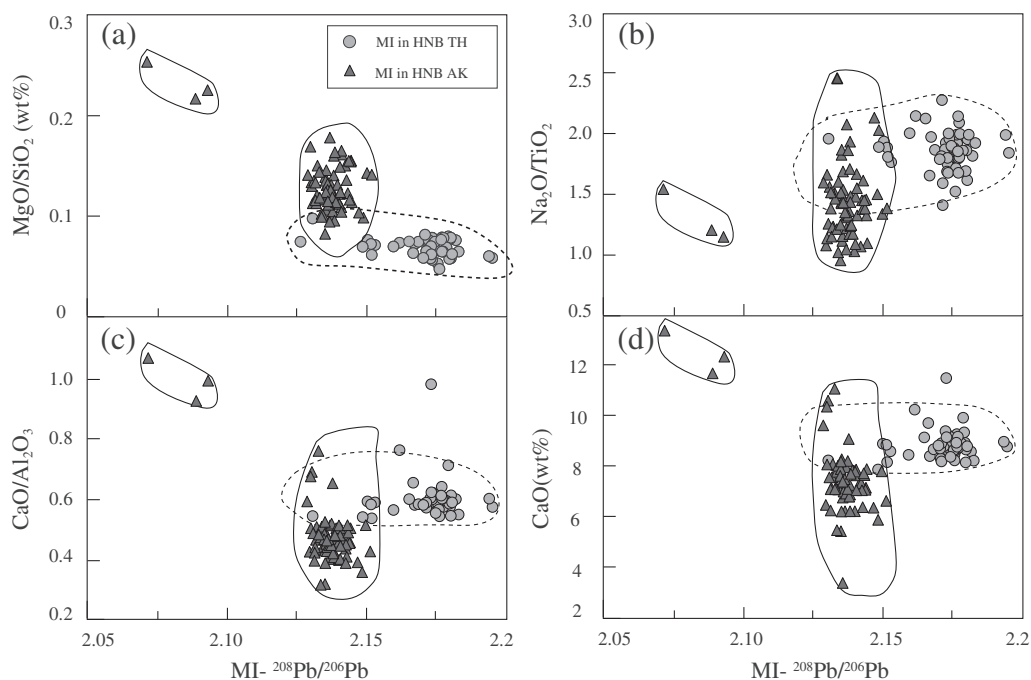 (a)
MI in HNB TH
MI in HNB AK
MgO/SiO₂ (wt%)
0.3
0.2
0.1
0
(b)
Na₂O/TiO₂
3.0
2.5
2.0
1.5
1.0
0.5
(c)
CaO/Al₂O₃
1.0
0.8
0.6
0.4
0.2
2.05
2.10
2.15
2.2
MI- ²⁰⁸Pb/²⁰⁶Pb
(d)
CaO(wt%)
12
10
8
6
4
2
2.05
2.10
2.15
2.2
MI- ²⁰⁸Pb/²⁰⁶Pb